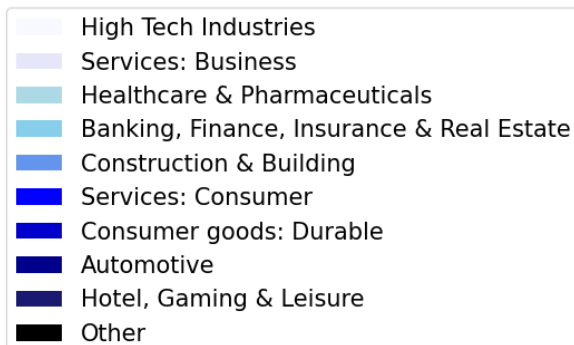 High Tech Industries
Services: Business
Healthcare & Pharmaceuticals
Banking, Finance, Insurance & Real Estate
Construction & Building
Services: Consumer
Consumer goods: Durable
Automotive
Hotel, Gaming & Leisure
Other